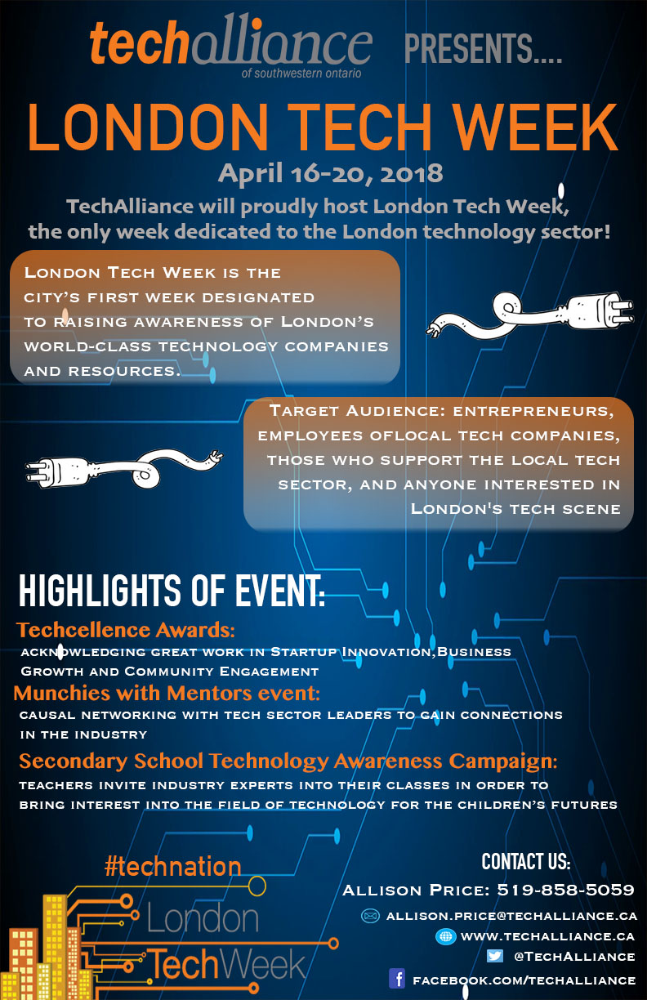 techalliance PRESENTS....
of southwestern ontario
LONDON TECH WEEK
April 16-20, 2018
TechAlliance will proudly host London Tech Week,
the only week dedicated to the London technology sector!
London Tech Week is the
city's first week designated
to raising awareness of London's
world-class technology companies
and resources.
Target Audience: entrepreneurs,
employees oflocal tech companies,
those who support the local tech
sector, and anyone interested in
London's tech scene
HIGHLIGHTS OF EVENT:
Techcellence Awards:
acknowledging great work in Startup Innovation,Business
Growth and Community Engagement
Munchies with Mentors event:
causal networking with tech sector leaders to gain connections
in the industry
Secondary School Technology Awareness Campaign:
teachers invite industry experts into their classes in order to
bring interest into the field of technology for the children's futures
#technation
London
TechWeek
CONTACT US:
Allison Price: 519-858-5059
allison.price@techalliance.ca
www.techalliance.ca
@TechAlliance
facebook.com/techalliance